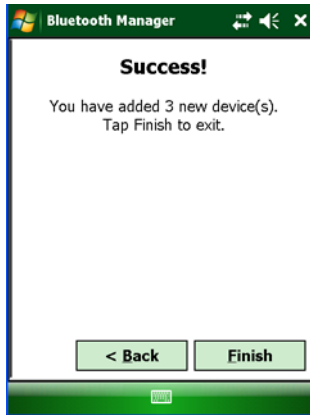 Bluetooth Manager
Success!
You have added 3 new device(s).
Tap Finish to exit.
< Back
Finish